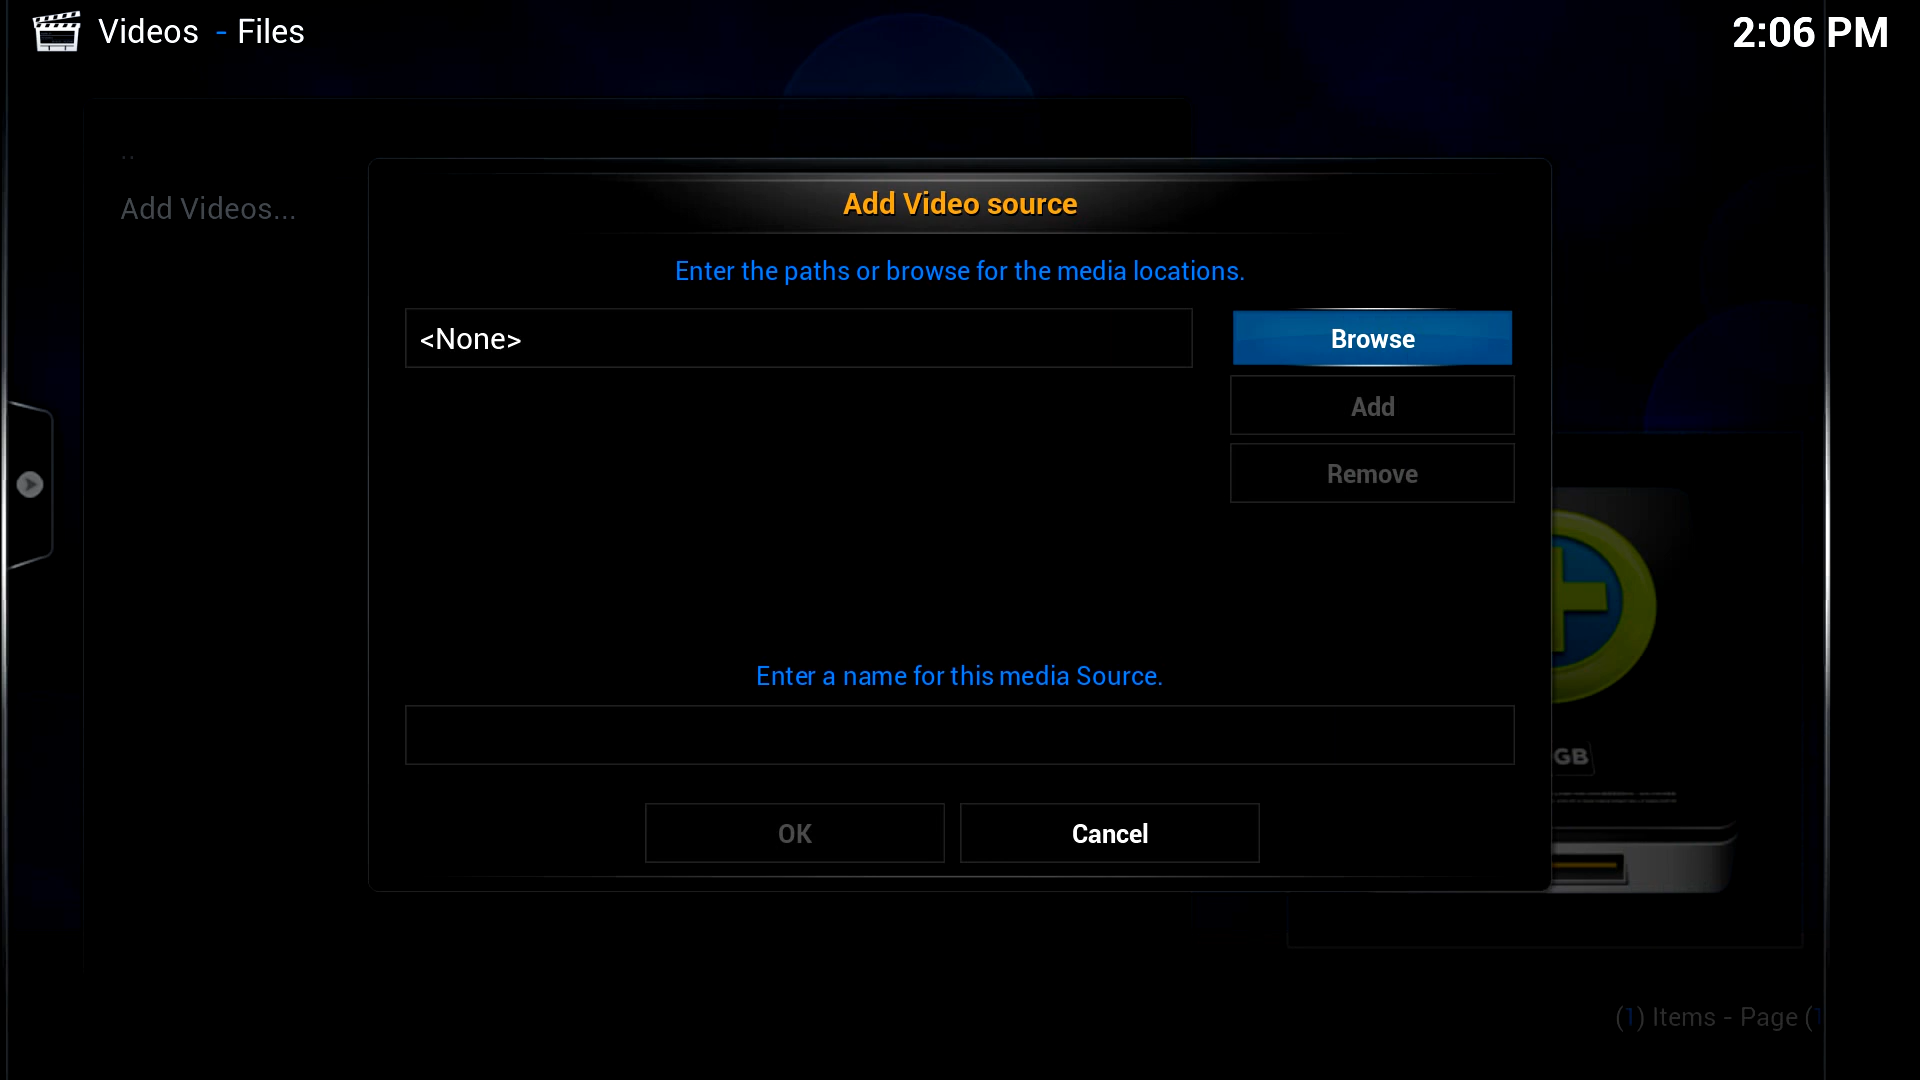 Videos - Files
2:06 PM
..
Add Videos...
Add Video source
Enter the paths or browse for the media locations.
<None>
Browse
Add
Remove
Enter a name for this media Source.
GB
OK
Cancel
(1) Items - Page (1